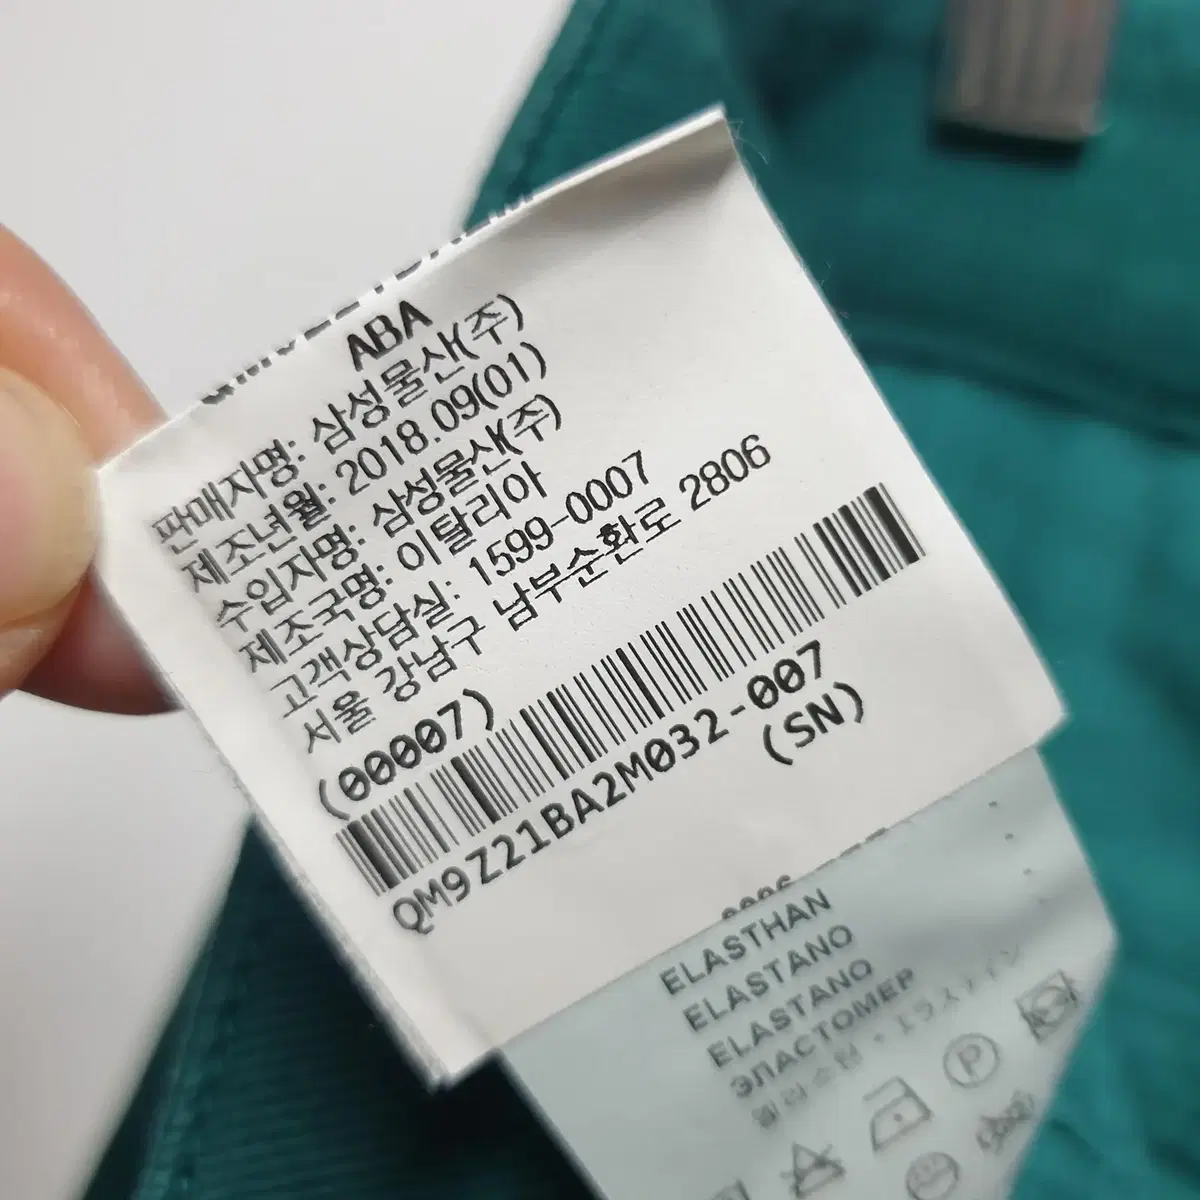 ABA
판매자명: 삼성물산(주)
제조년월: 2018.09(01)
수입자명: 삼성물산(주)
제조국명: 이탈리아
고객상담실: 1599-0007
서울 강남구 남부순환로 2806
(00007)
QM9Z21BA2M032-007
(SN)
ELASTHAN
ELASTANO
ELASTANO
ЭЛАСТОМЕР
P